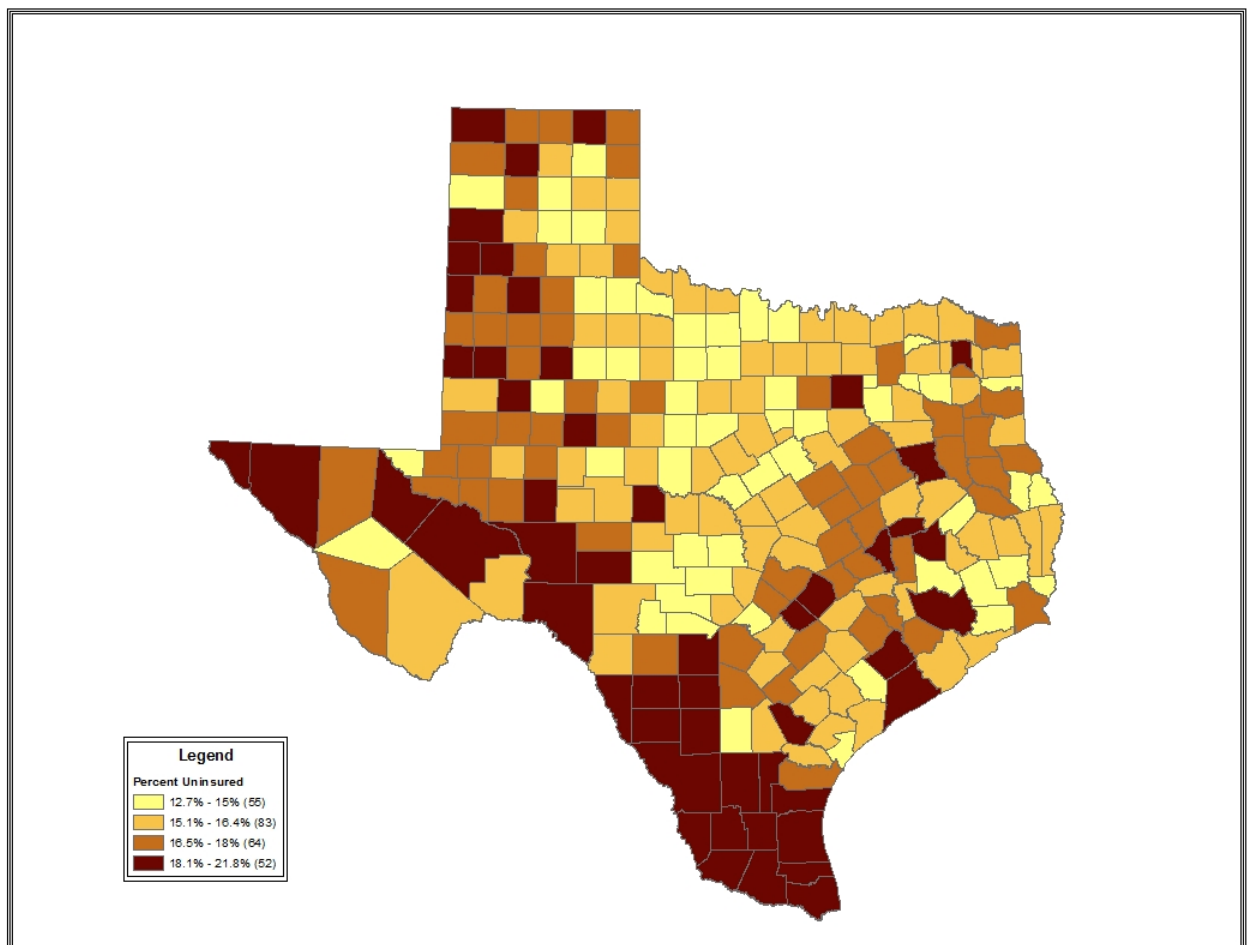 Legend
Percent Uninsured
12.7% - 15% (55)
15.1% - 16.4% (83)
16.5% - 18% (64)
18.1% - 21.8% (52)